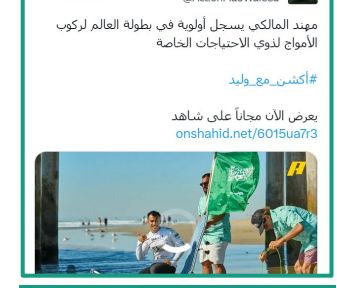 مهند المالكي يسجل أولوية في بطولة العالم لركوب
الأمواج لذوي الاحتياجات الخاصة
#أكشن_مع_وليد
يعرض الآن مجاناً على شاهد
onshahid.net/6015ua7r3